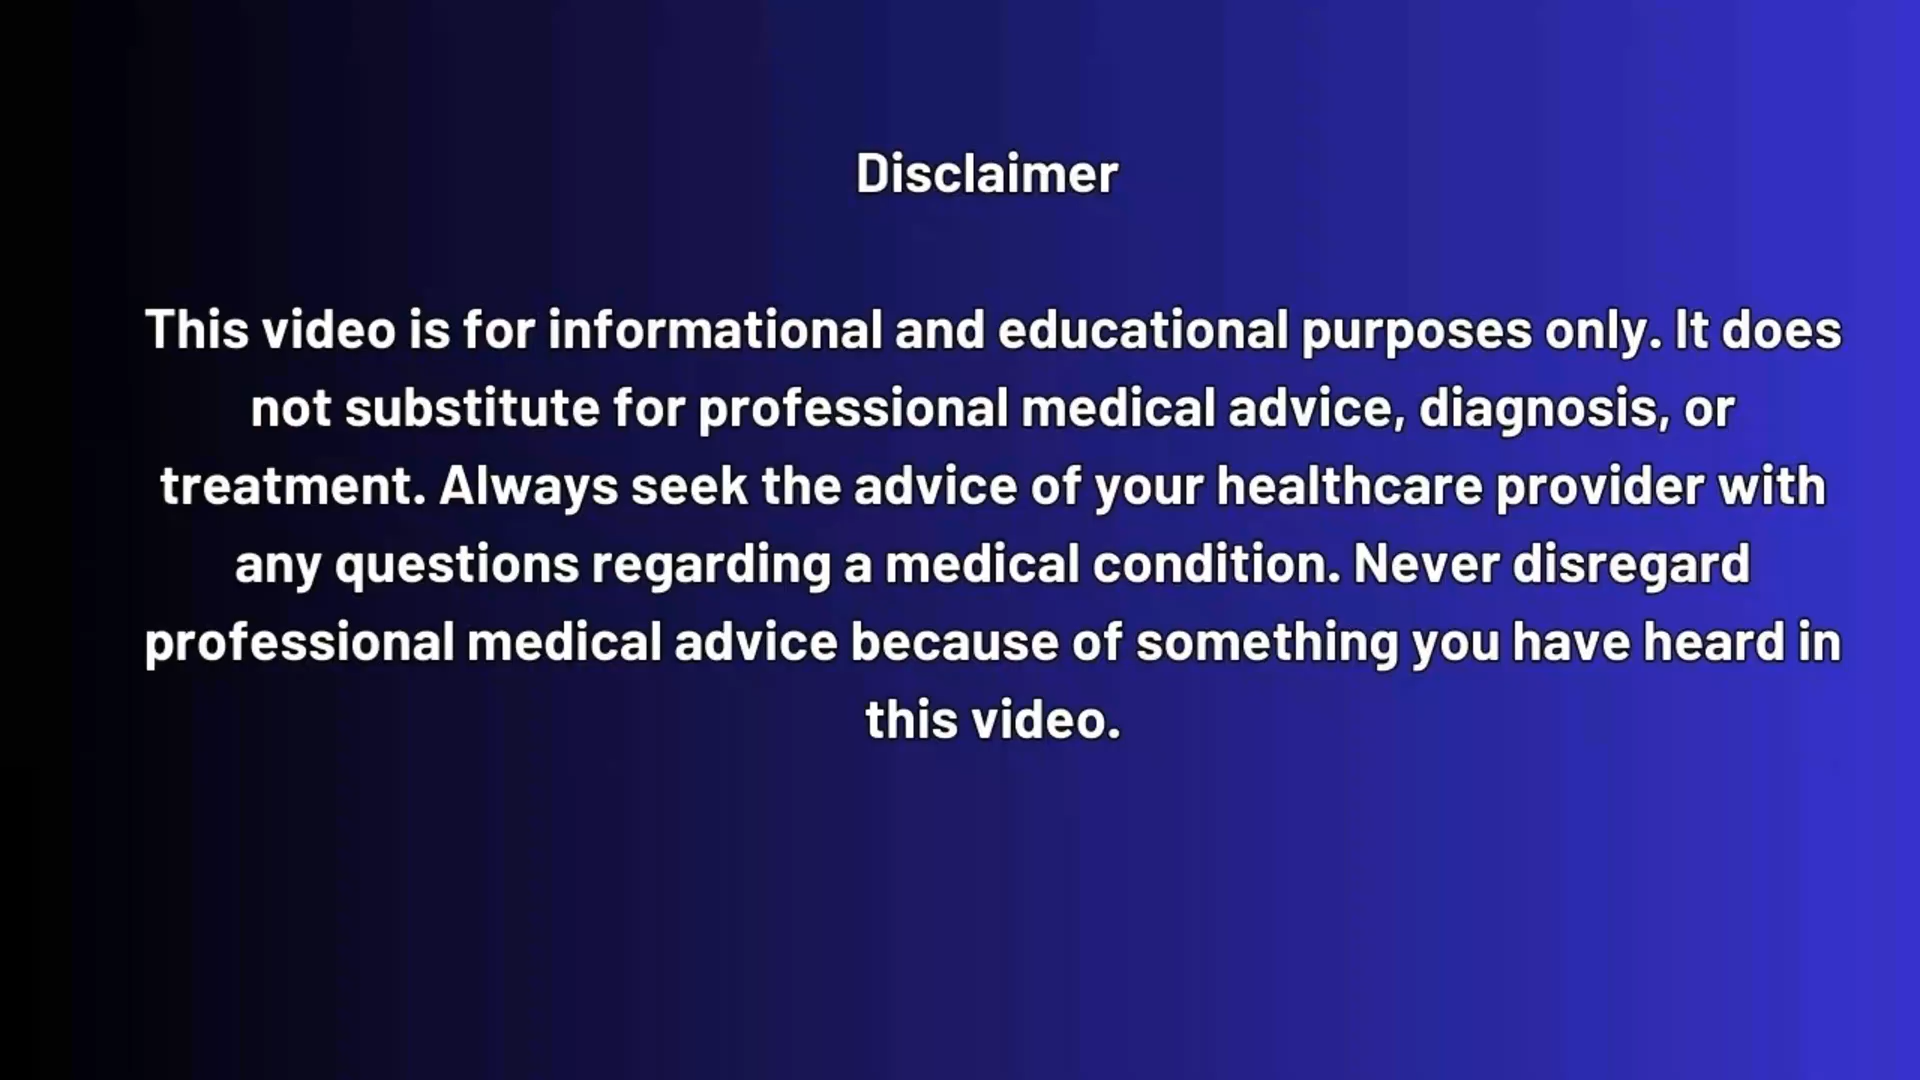 Disclaimer
This video is for informational and educational purposes only. It does
not substitute for professional medical advice, diagnosis, or
treatment. Always seek the advice of your healthcare provider with
any questions regarding a medical condition. Never disregard
professional medical advice because of something you have heard in
this video.